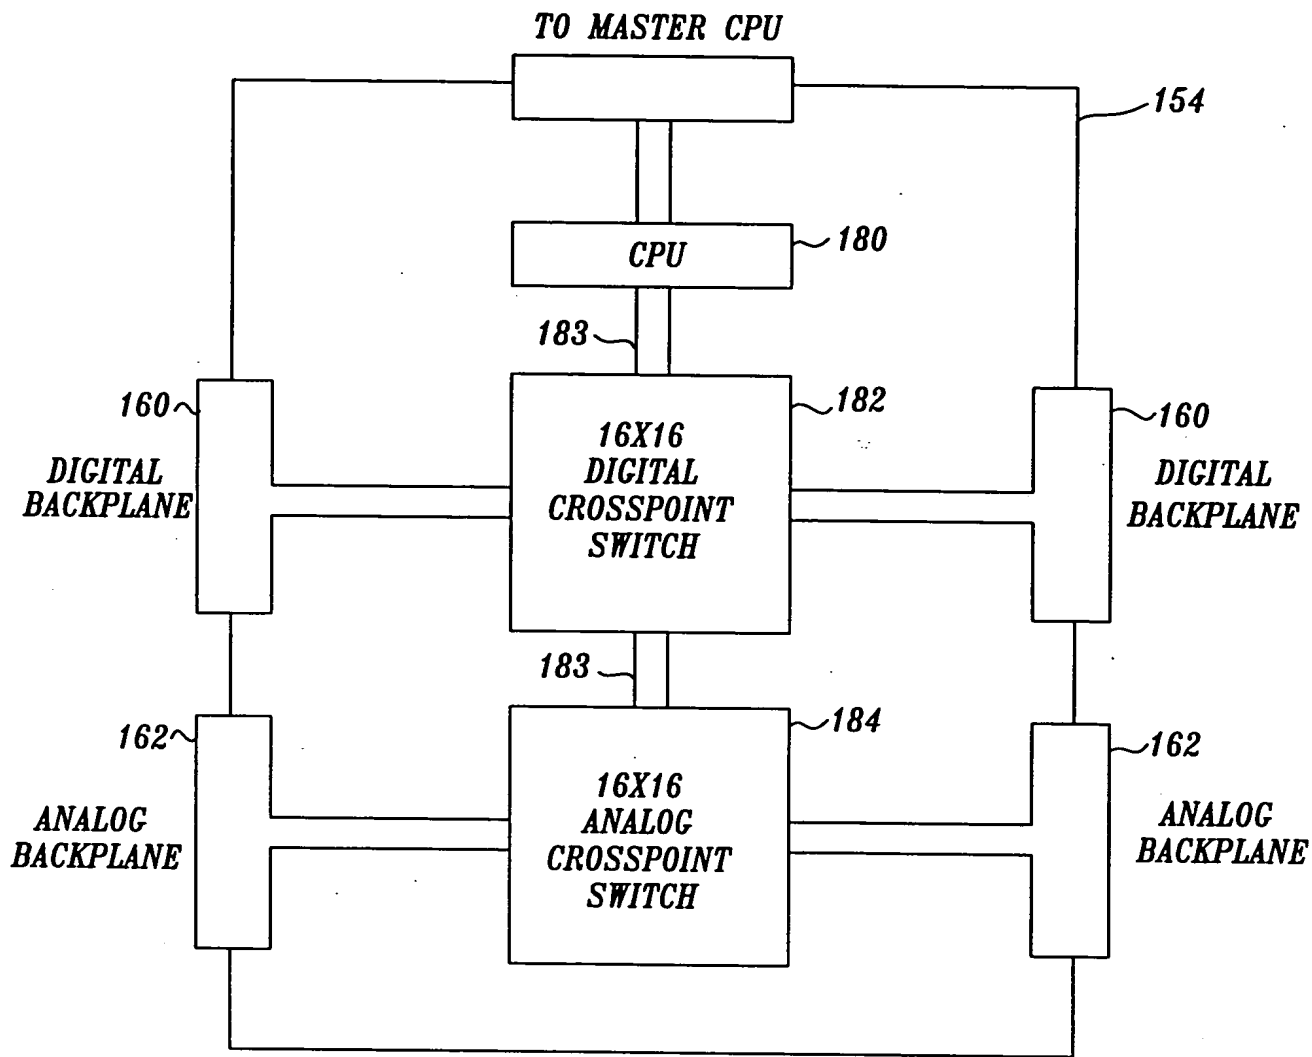 TO MASTER CPU
154
CPU
180
183
160
DIGITAL
BACKPLANE
182
16X16
DIGITAL
CROSSPOINT
SWITCH
160
DIGITAL
BACKPLANE
183
162
ANALOG
BACKPLANE
184
16X16
ANALOG
CROSSPOINT
SWITCH
162
ANALOG
BACKPLANE